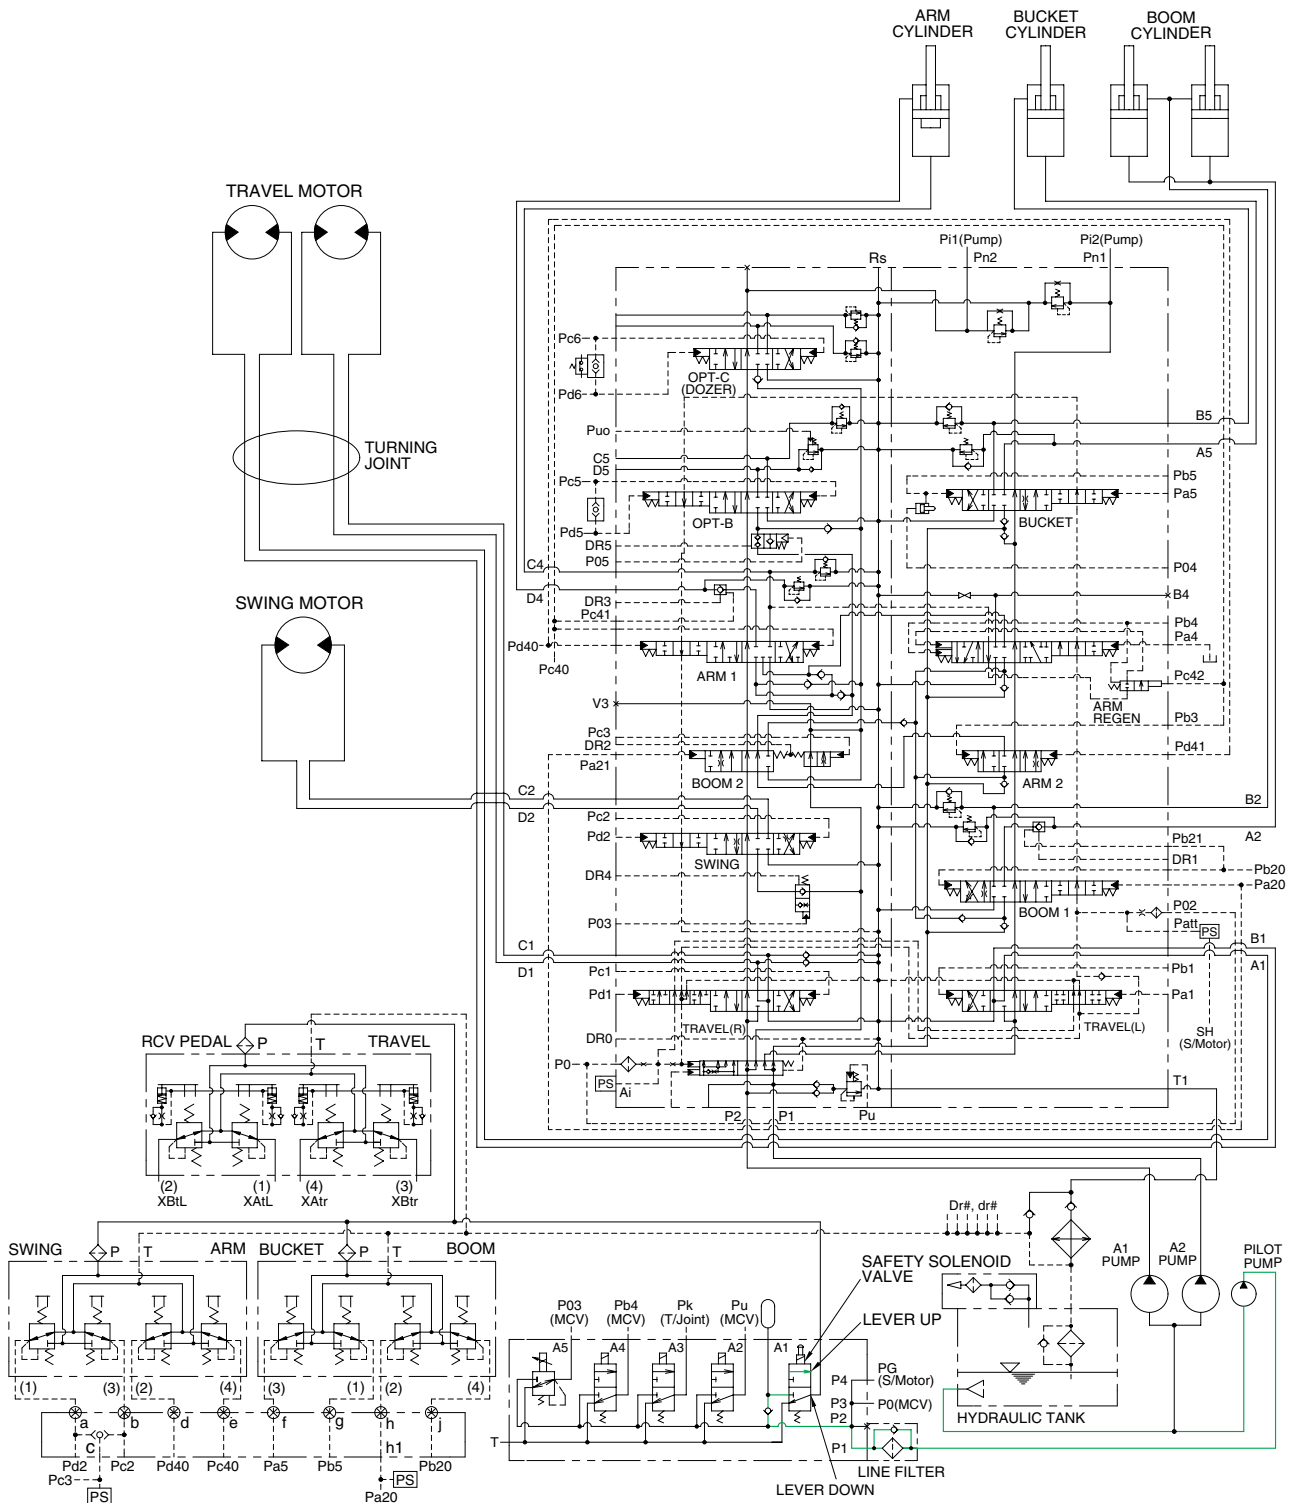 ARM
CYLINDER
BUCKET
CYLINDER
BOOM
CYLINDER
TRAVEL MOTOR
TURNING
JOINT
SWING MOTOR
Pi1(Pump)
Pn2
Pi2(Pump)
Pn1
Rs
Pc6
OPT-C
(DOZER)
Pd6
Puo
C5
D5
Pc5
OPT-B
Pd5
DR5
P05
B5
A5
Pb5
Pa5
BUCKET
P04
C4
D4
DR3
Pc41
Pd40
Pc40
ARM 1
B4
Pb4
Pa4
Pc42
ARM
REGEN
V3
Pc3
DR2
Pa21
BOOM 2
Pb3
Pd41
ARM 2
C2
D2
Pc2
Pd2
SWING
DR4
P03
B2
A2
Pb21
DR1
Pb20
Pa20
BOOM 1
P02
Patt
PS
C1
D1
Pc1
Pd1
TRAVEL(R)
DR0
P0
PS
Ai
B1
A1
Pb1
Pa1
TRAVEL(L)
SH
(S/Motor)
T1
P2
P1
Pu
RCV PEDAL
P
T
TRAVEL
(2)
XBtL
(1)
XAtL
(4)
XAtr
(3)
XBtr
SWING
P
T
ARM
BUCKET
P
T
BOOM
(1)
(3)
(2)
(4)
(3)
(1)
(2)
(4)
a
b
d
e
f
g
h
j
c
h1
Pd2
Pc2
Pd40
Pc40
Pa5
Pb5
PS
Pb20
Pc3
PS
Pa20
Dr#, dr#
SAFETY SOLENOID
VALVE
LEVER UP
P03
(MCV)
Pb4
(MCV)
Pk
(T/Joint)
Pu
(MCV)
A5
A4
A3
A2
A1
T
P4
PG
(S/Motor)
P3
P0(MCV)
P2
P1
LINE FILTER
LEVER DOWN
A1
PUMP
A2
PUMP
PILOT
PUMP
HYDRAULIC TANK